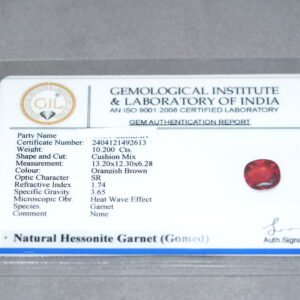 GIL
GEMOLOGICAL INSTITUTE
& LABORATORY OF INDIA
AN ISO 9001:2008 CERTIFIED LABORATORY
GEM AUTHENTICATION REPORT
Party Name
Certificate Number 2404121492613
Weight : 10.200 Cts.
Shape and Cut: Cushion Mix
Measurement : 13.20x12.30x6.28
Colour : Orangish Brown
Optic Character : SR
Refractive Index : 1.74
Specific Gravity : 3.65
Microscopic Obr. : Heat Wave Effect
Species : Garnet
Comment : None
Natural Hessonite Garnet (Gomed)
Auth Signa